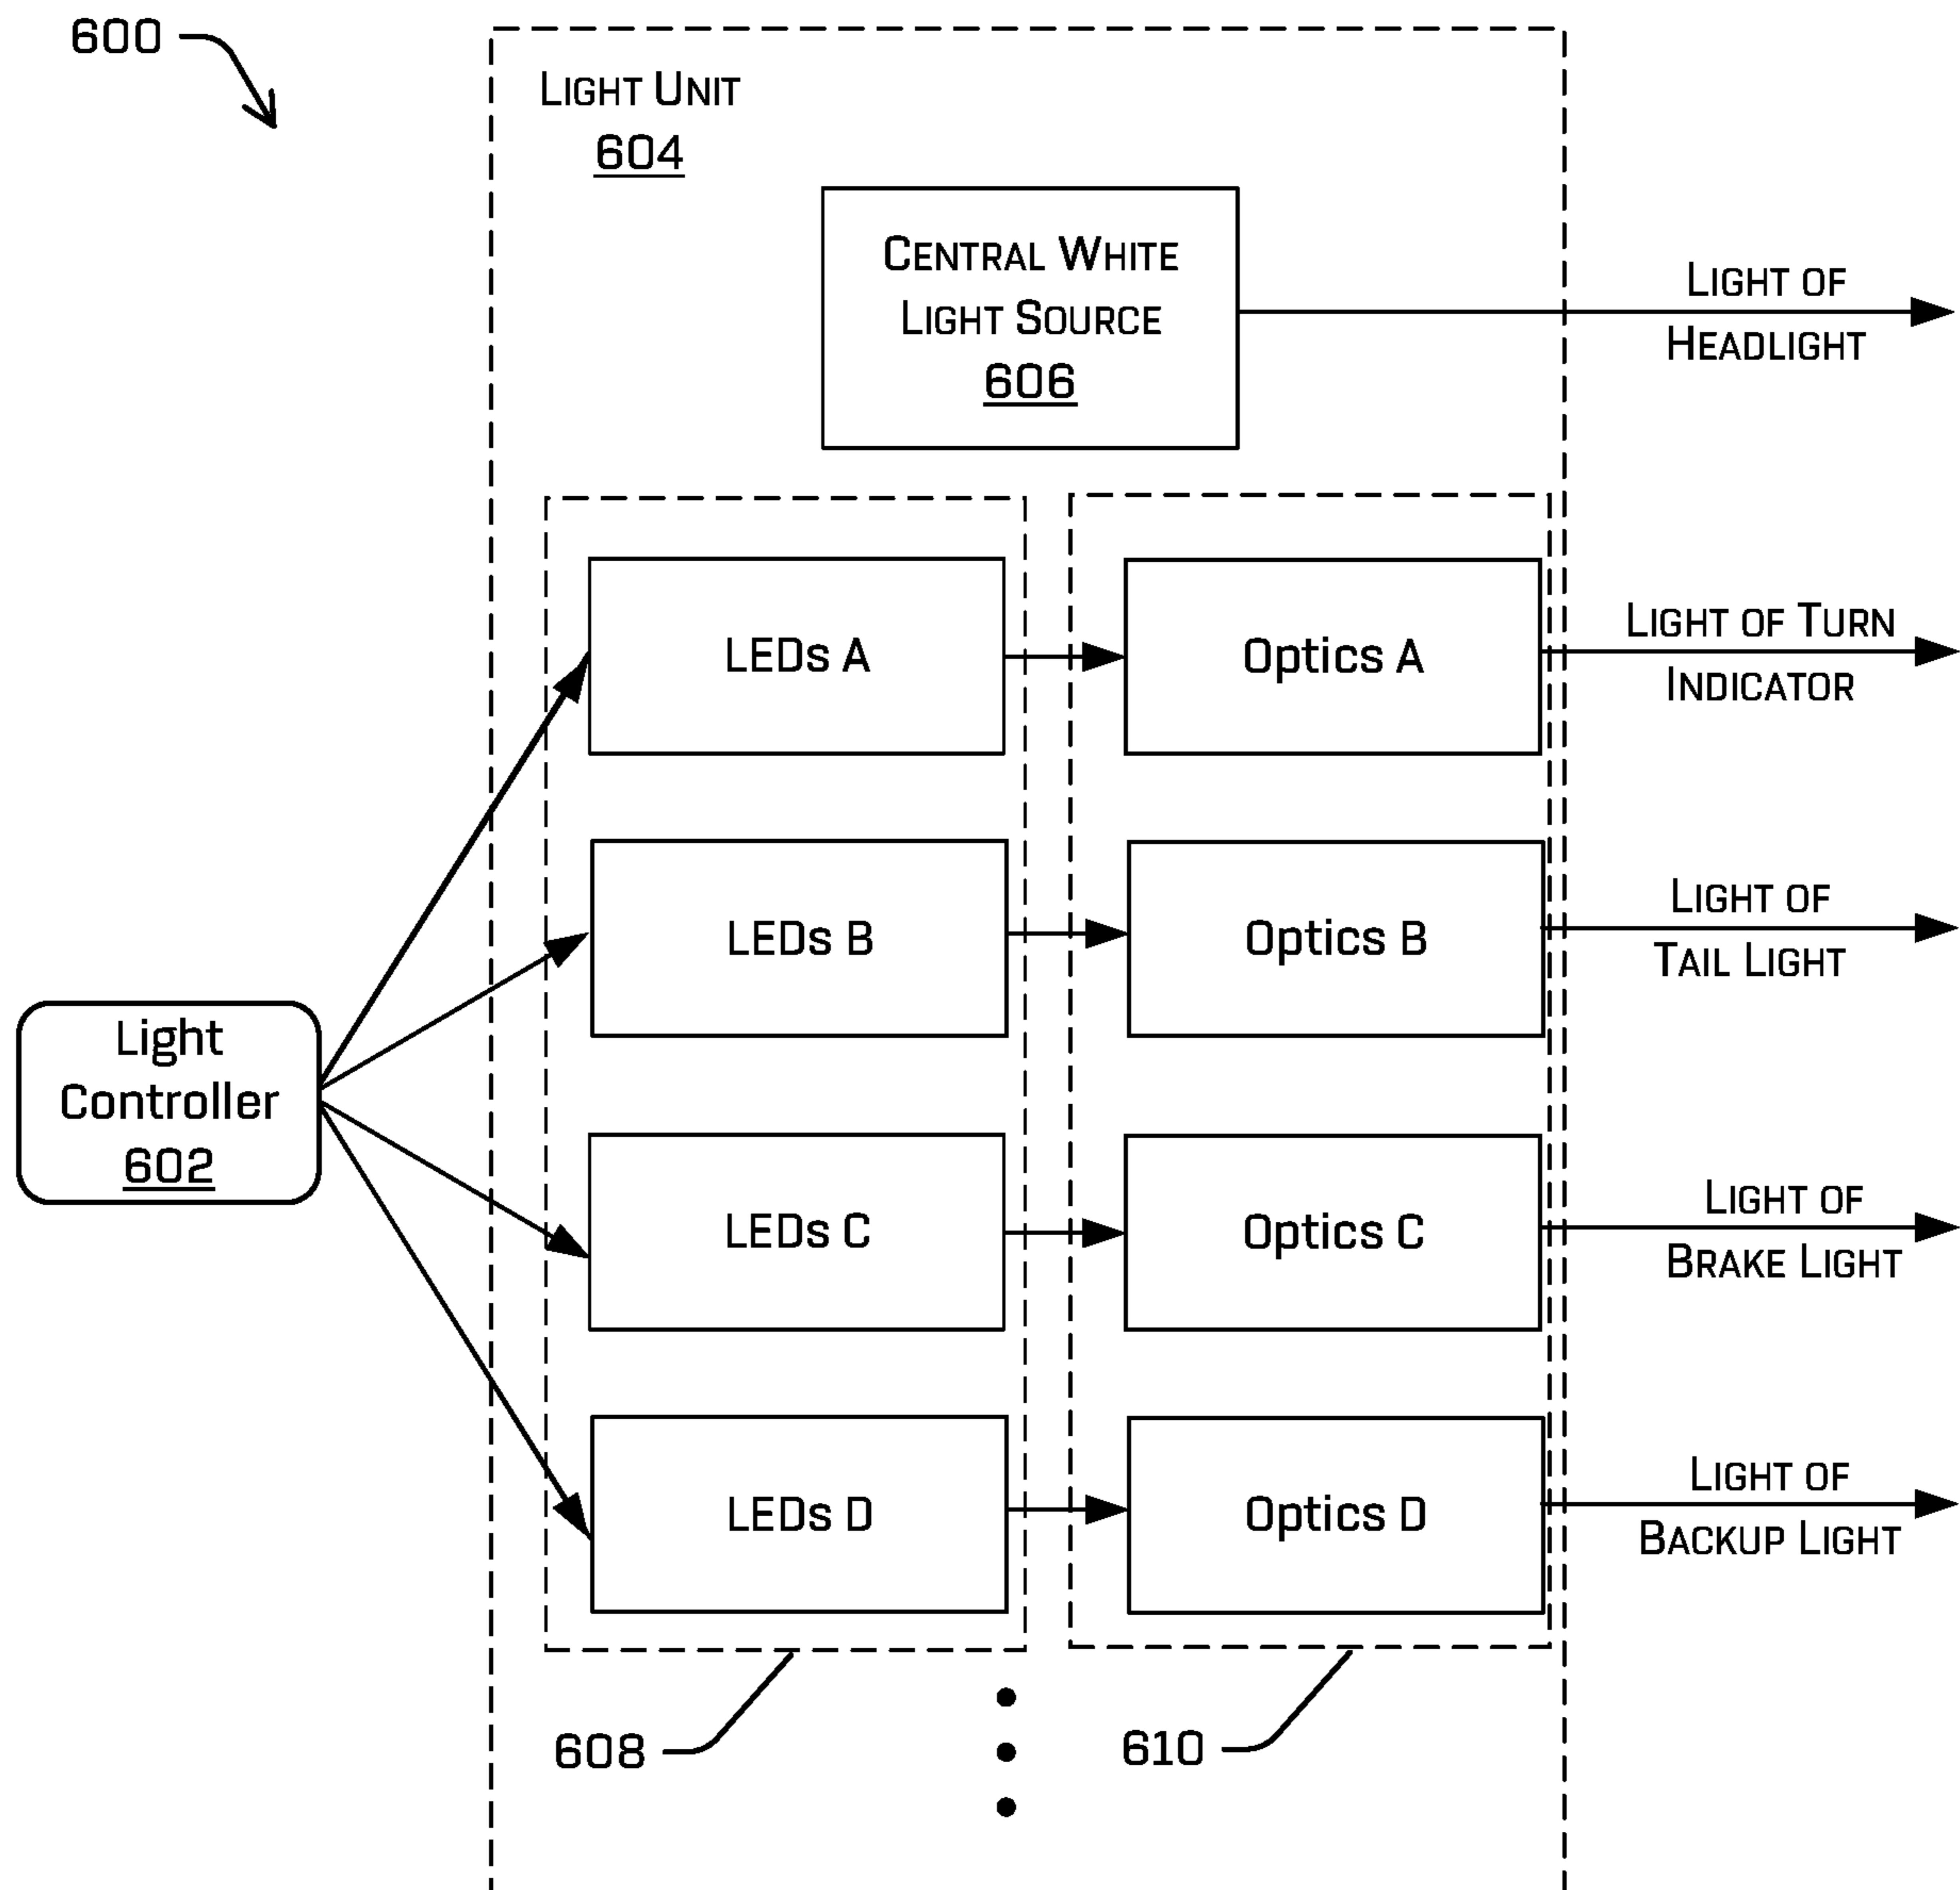 600
Light Unit
604
Central White
Light Source
606
Light of
Headlight
LEDs A
Optics A
Light of Turn
Indicator
LEDs B
Optics B
Light of
Tail Light
Light
Controller
602
LEDs C
Optics C
Light of
Brake Light
LEDs D
Optics D
Light of
Backup Light
608
610